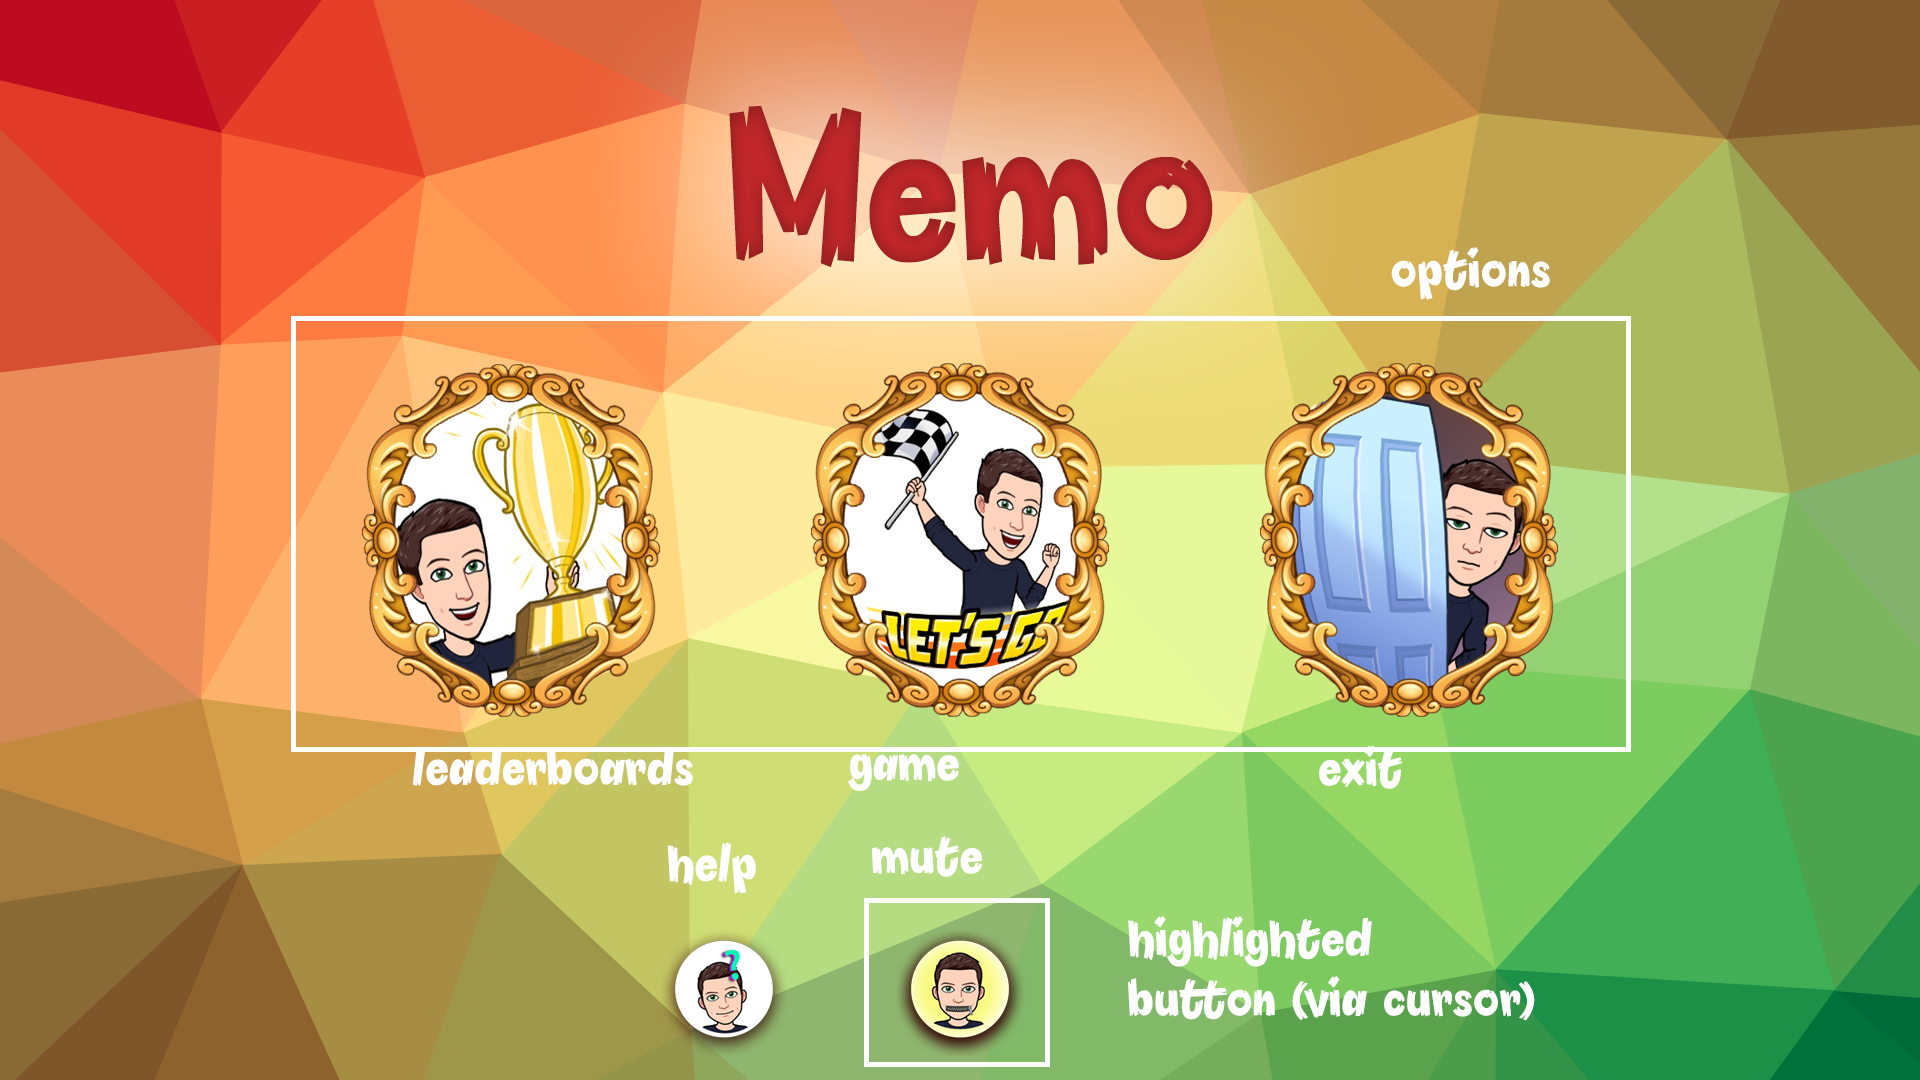 Memo
options
LET'S GO
leaderboards
game
exit
help
mute
?
highlighted
button (via cursor)